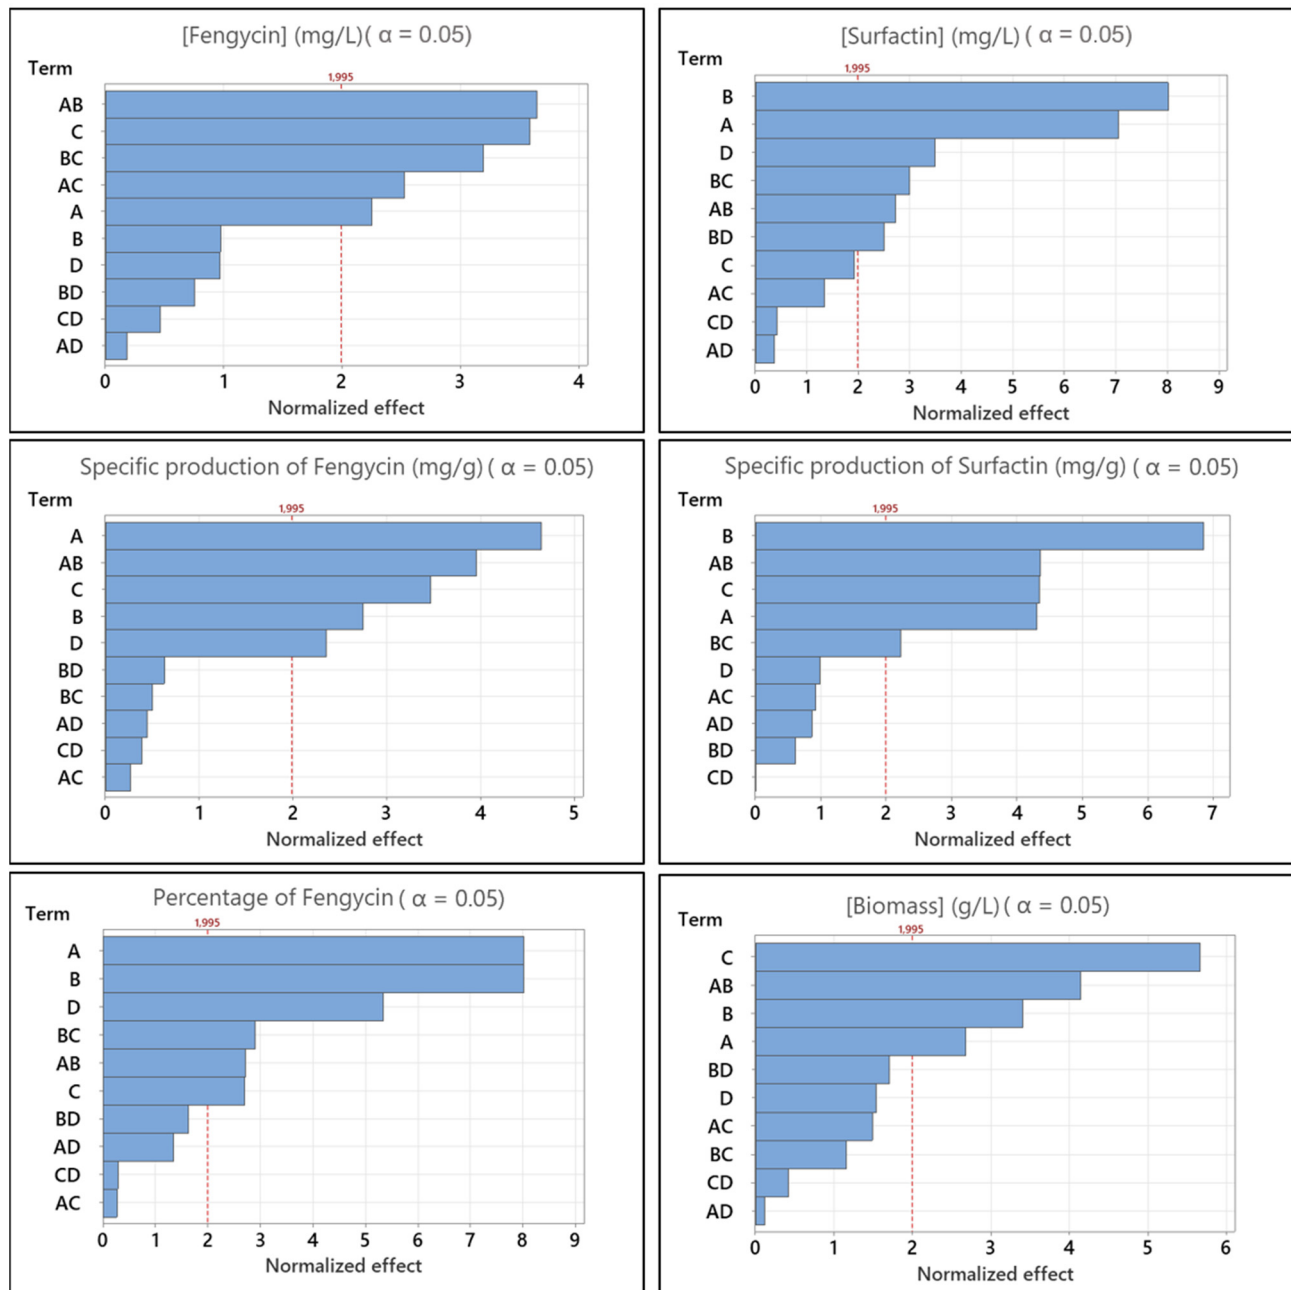 [Fengycin] (mg/L)( α = 0.05)
Term
1,995
AB
C
BC
AC
A
B
D
BD
CD
AD
0 1 2 3 4
Normalized effect
[Surfactin] (mg/L) ( α = 0.05)
Term
1,995
B
A
D
BC
AB
BD
C
AC
CD
AD
0 1 2 3 4 5 6 7 8 9
Normalized effect
Specific production of Fengycin (mg/g) ( α = 0.05)
Term
1,995
A
AB
C
B
D
BD
BC
AD
CD
AC
0 1 2 3 4 5
Normalized effect
Specific production of Surfactin (mg/g) ( α = 0.05)
Term
1,995
B
AB
C
A
BC
D
AC
AD
BD
CD
0 1 2 3 4 5 6 7
Normalized effect
Percentage of Fengycin ( α = 0.05)
Term
1,995
A
B
D
BC
AB
C
BD
AD
CD
AC
0 1 2 3 4 5 6 7 8 9
Normalized effect
[Biomass] (g/L) ( α = 0.05)
Term
1,995
C
AB
B
A
BD
D
AC
BC
CD
AD
0 1 2 3 4 5 6
Normalized effect